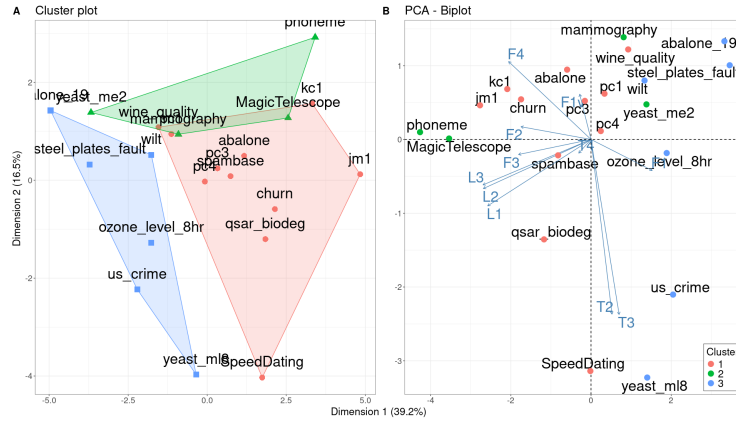 A Cluster plot
phoneme
2
kc1
lone_19
yeast_me2
MagicTelescope
wine_quality
mammography
wilt
abalone
steel_plates_fault
pc3
spambase
pc4
jm1
0
churn
qsar_biodeg
ozone_level_8hr
us_crime
-2
yeast_ml8
SpeedDating
-4
-5.0 -2.5 0.0 2.5 5.0
Dimension 2 (16.5%)
Dimension 1 (39.2%)
B PCA - Biplot
mammography
abalone_19
F4
wine_quality
1
steel_plates_faul
abalone
kc1
pc1
wilt
jm1
F1
churn
pc3
yeast_me2
phoneme
pc4
F2
0
MagicTelescope
F3
spambase
ozone_level_8hr
L3
L2
L1
-1
qsar_biodeg
us_crime
-2
T2
T3
-3
SpeedDating
yeast_ml8
-4 -2 0 2
Cluste
1
2
3